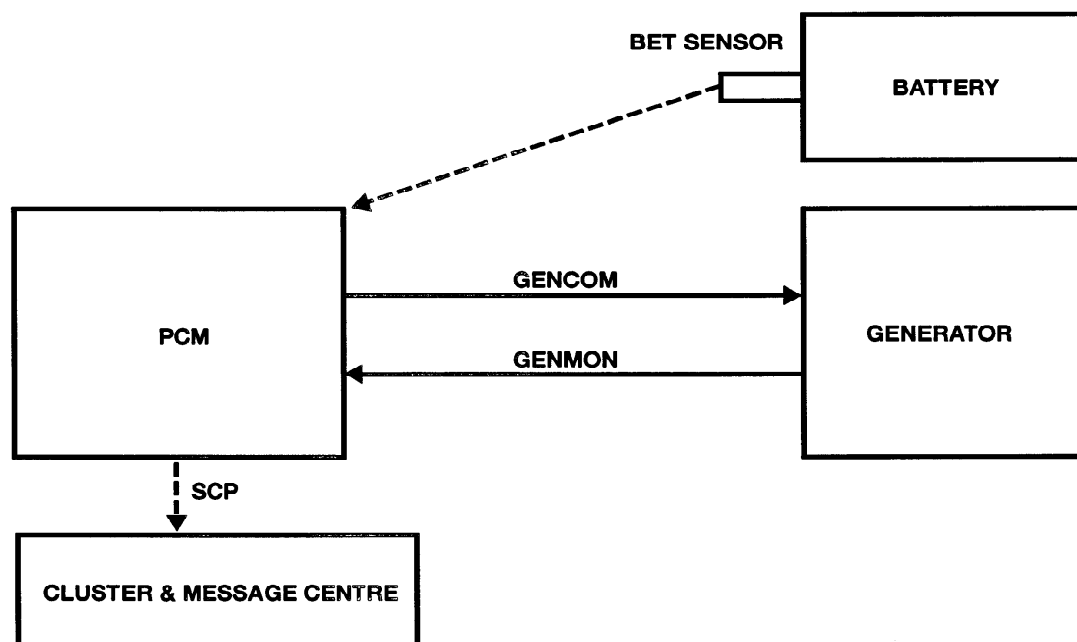 BET SENSOR
BATTERY
GENCOM
PCM
GENERATOR
GENMON
SCP
CLUSTER & MESSAGE CENTRE